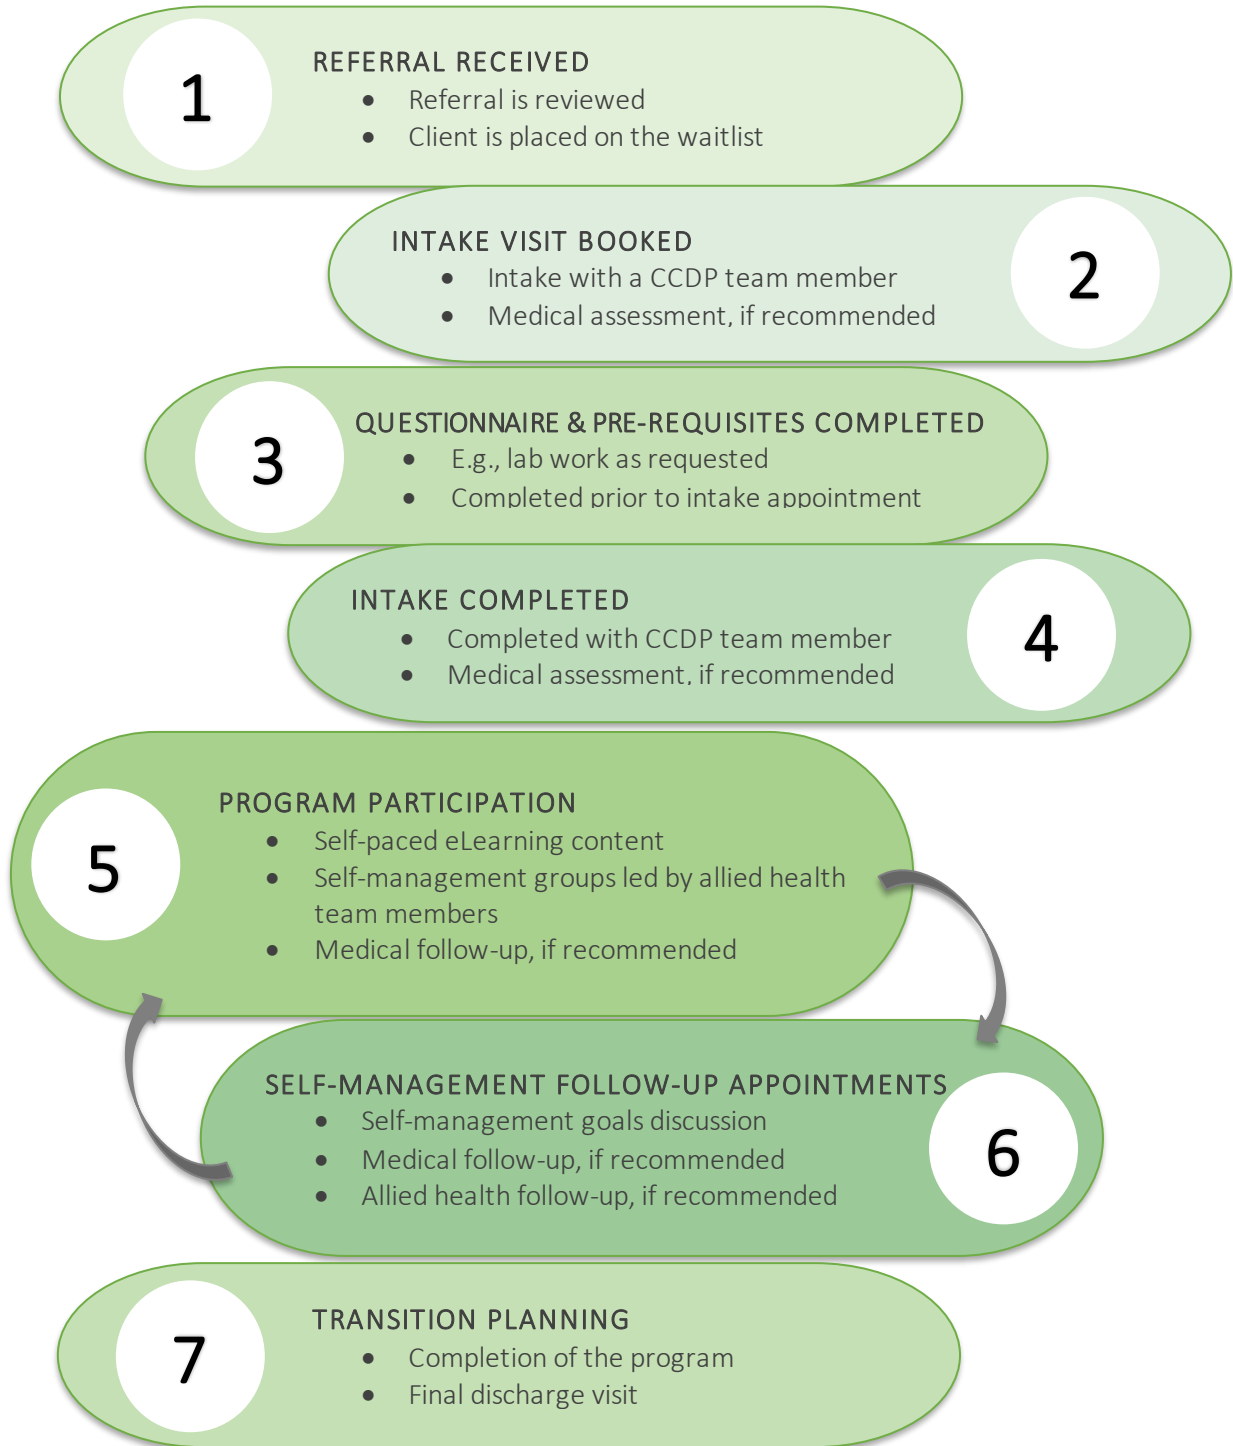 1
REFERRAL RECEIVED
• Referral is reviewed
• Client is placed on the waitlist
INTAKE VISIT BOOKED
• Intake with a CCDP team member
• Medical assessment, if recommended
2
3
QUESTIONNAIRE & PRE-REQUISITES COMPLETED
• E.g., lab work as requested
• Completed prior to intake appointment
INTAKE COMPLETED
• Completed with CCDP team member
• Medical assessment, if recommended
4
5
PROGRAM PARTICIPATION
• Self-paced eLearning content
• Self-management groups led by allied health
team members
• Medical follow-up, if recommended
SELF-MANAGEMENT FOLLOW-UP APPOINTMENTS
• Self-management goals discussion
• Medical follow-up, if recommended
• Allied health follow-up, if recommended
6
7
TRANSITION PLANNING
• Completion of the program
• Final discharge visit